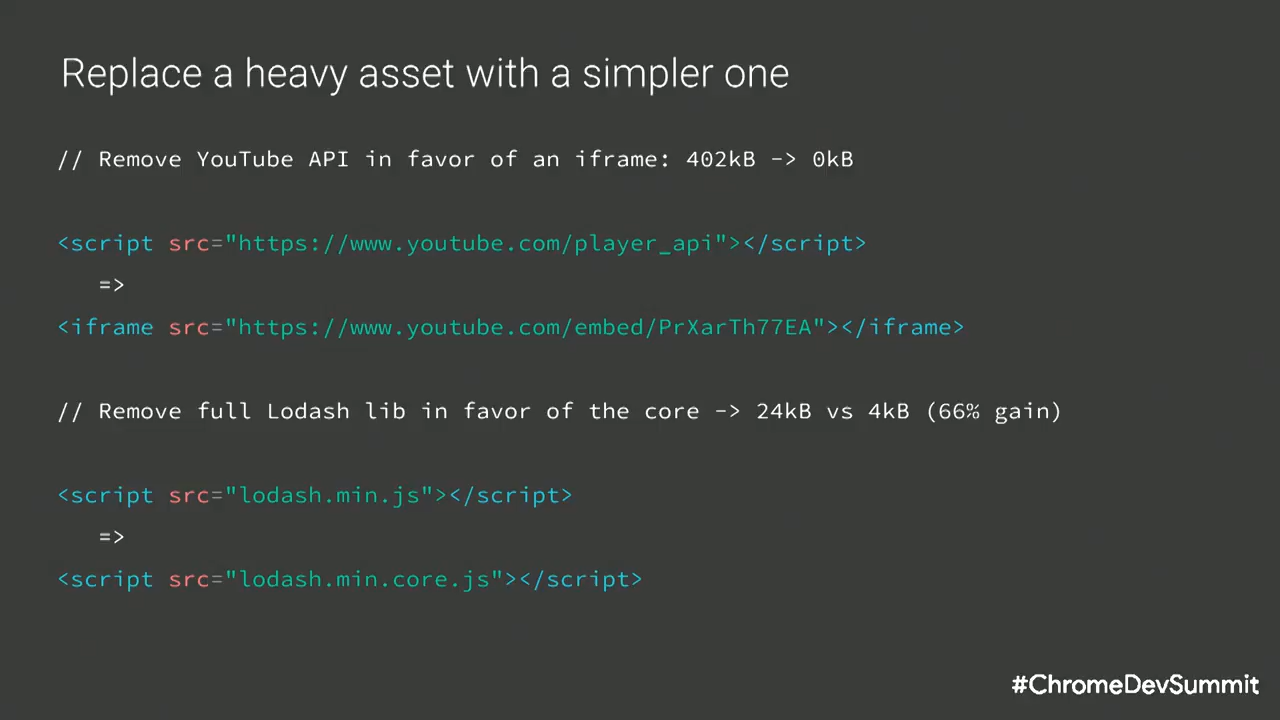 Replace a heavy asset with a simpler one
// Remove YouTube API in favor of an iframe: 402kB -> 0kB
<script src="https://www.youtube.com/player_api"></script>
=>
<iframe src="https://www.youtube.com/embed/PrXarTh77EA"></iframe>
// Remove full Lodash lib in favor of the core -> 24kB vs 4kB (66% gain)
<script src="lodash.min.js"></script>
=>
<script src="lodash.min.core.js"></script>
#ChromeDevSummit